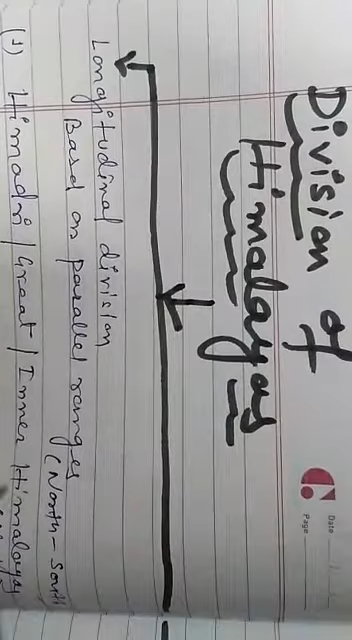 Date
Page
Division of
Himalayas
Longitudinal division
Based on parallel ranges
(North - South
(1) Himadri / Great / Inner Himalayas